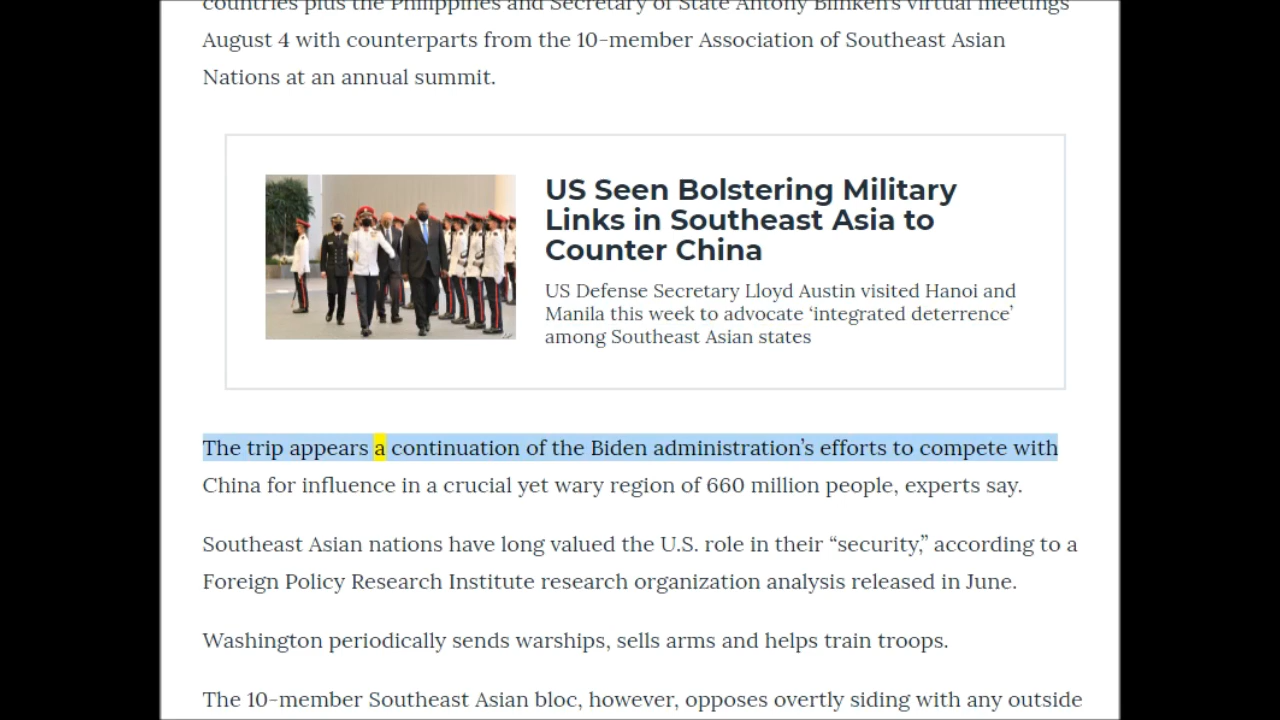 countries plus the Philippines and Secretary of State Antony Blinken's virtual meetings
August 4 with counterparts from the 10-member Association of Southeast Asian
Nations at an annual summit.
US Seen Bolstering Military
Links in Southeast Asia to
Counter China
US Defense Secretary Lloyd Austin visited Hanoi and
Manila this week to advocate ‘integrated deterrence’
among Southeast Asian states
The trip appears a continuation of the Biden administration’s efforts to compete with
China for influence in a crucial yet wary region of 660 million people, experts say.
Southeast Asian nations have long valued the U.S. role in their “security,” according to a
Foreign Policy Research Institute research organization analysis released in June.
Washington periodically sends warships, sells arms and helps train troops.
The 10-member Southeast Asian bloc, however, opposes overtly siding with any outside